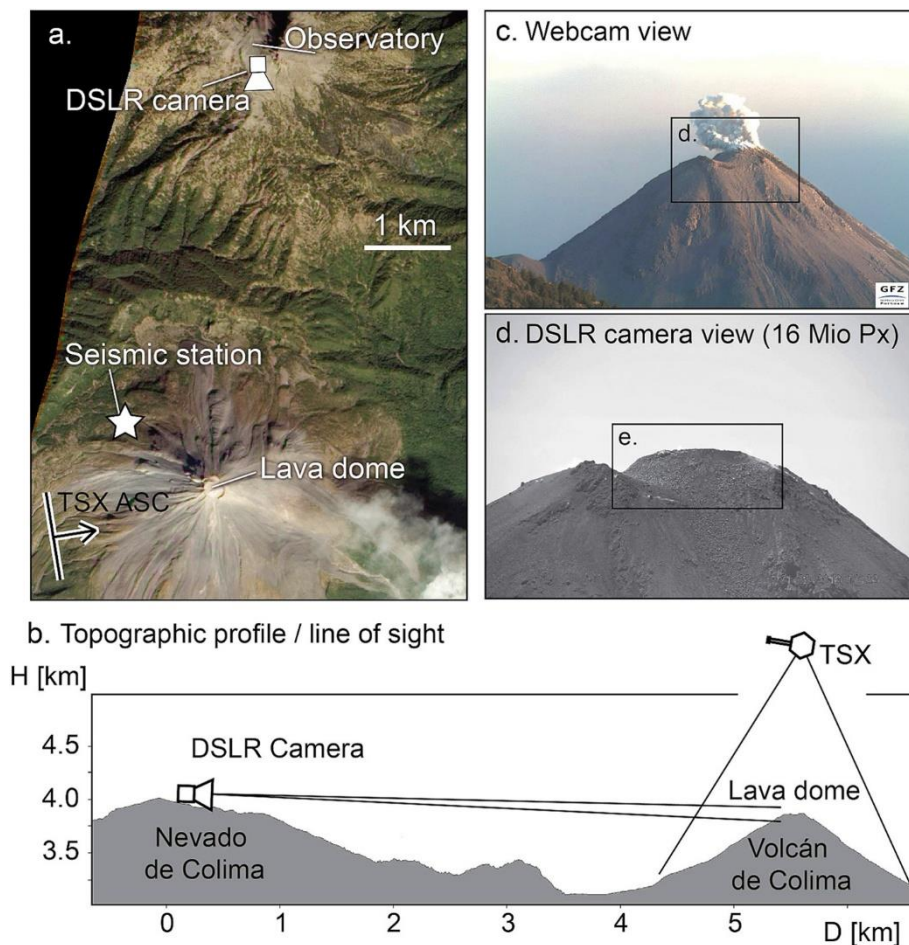 a.
Observatory
DSLR camera
1 km
Seismic station
Lava dome
TSX ASC
c. Webcam view
d.
GFZ
d. DSLR camera view (16 Mio Px)
e.
b. Topographic profile / line of sight
H [km]
TSX
4.5
4.0
3.5
DSLR Camera
Lava dome
Nevado
de Colima
Volcán
de Colima
0 1 2 3 4 5 D [km]